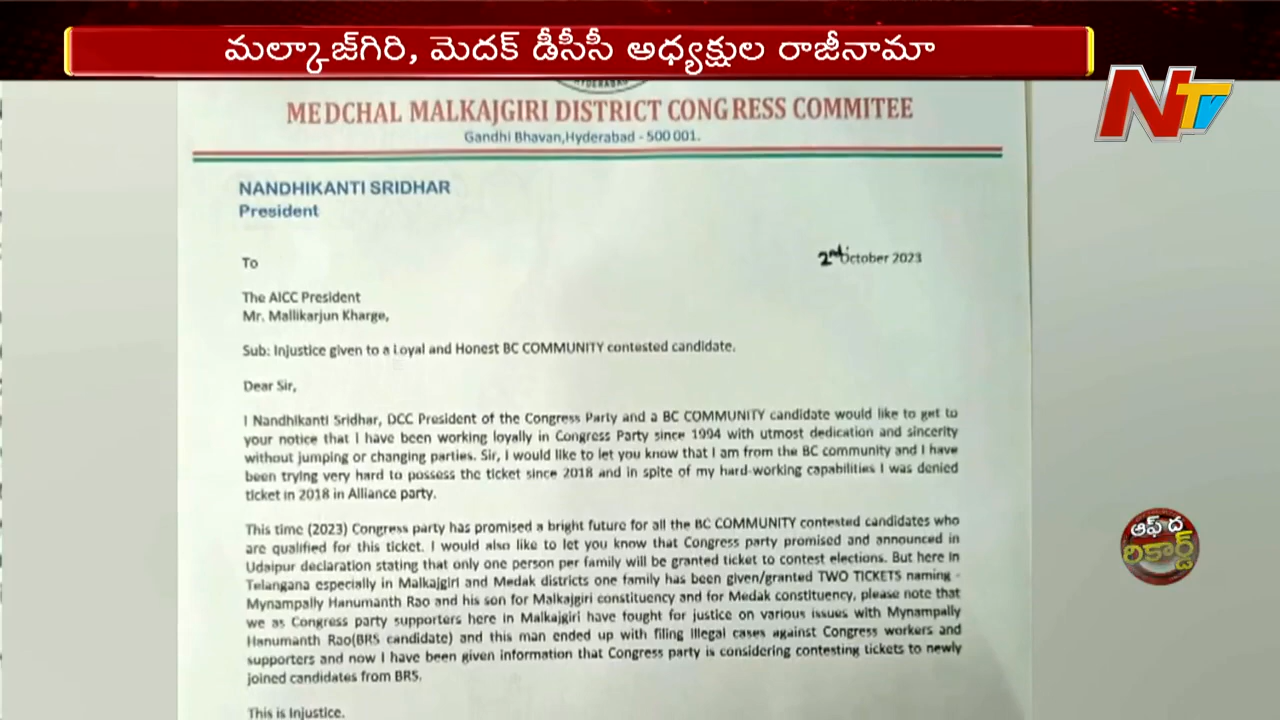 మల్కాజ్‌గిరి, మెదక్ డీసీసీ అధ్యక్షుల రాజీనామా
NTV
HYDERABAD
MEDCHAL MALKAJGIRI DISTRICT CONGRESS COMMITEE
Gandhi Bhavan,Hyderabad - 500 001.
NANDHIKANTI SRIDHAR
President
2nd October 2023
To
The AICC President
Mr. Mallikarjun Kharge,
Sub: Injustice given to a Loyal and Honest BC COMMUNITY contested candidate.
Dear Sir,
I Nandhikanti Sridhar, DCC President of the Congress Party and a BC COMMUNITY candidate would like to get to
your notice that I have been working loyally in Congress Party since 1994 with utmost dedication and sincerity
without jumping or changing parties. Sir, I would like to let you know that I am from the BC community and I have
been trying very hard to possess the ticket since 2018 and in spite of my hard-working capabilities I was denied
ticket in 2018 in Alliance party.
This time (2023) Congress party has promised a bright future for all the BC COMMUNITY contested candidates who
are qualified for this ticket. I would also like to let you know that Congress party promised and announced in
Udaipur declaration stating that only one person per family will be granted ticket to contest elections. But here in
Telangana especially in Malkajgiri and Medak districts one family has been given/granted TWO TICKETS naming -
Mynampally Hanumanth Rao and his son for Malkajgiri constituency and for Medak constituency, please note that
we as Congress party supporters here in Malkajgiri have fought for justice on various issues with Mynampally
Hanumanth Rao(BRS candidate) and this man ended up with filing illegal cases against Congress workers and
supporters and now I have been given information that Congress party is considering contesting tickets to newly
joined candidates from BRS.
This is Injustice.
ఆఫ్ ద
రికార్డ్